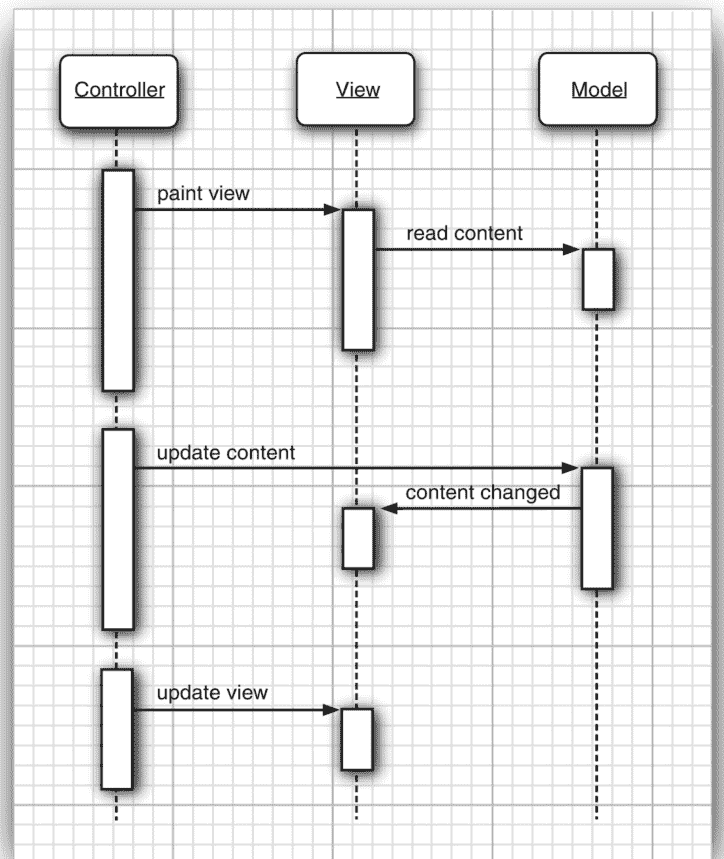 Controller
View
Model
paint view
read content
update content
content changed
update view